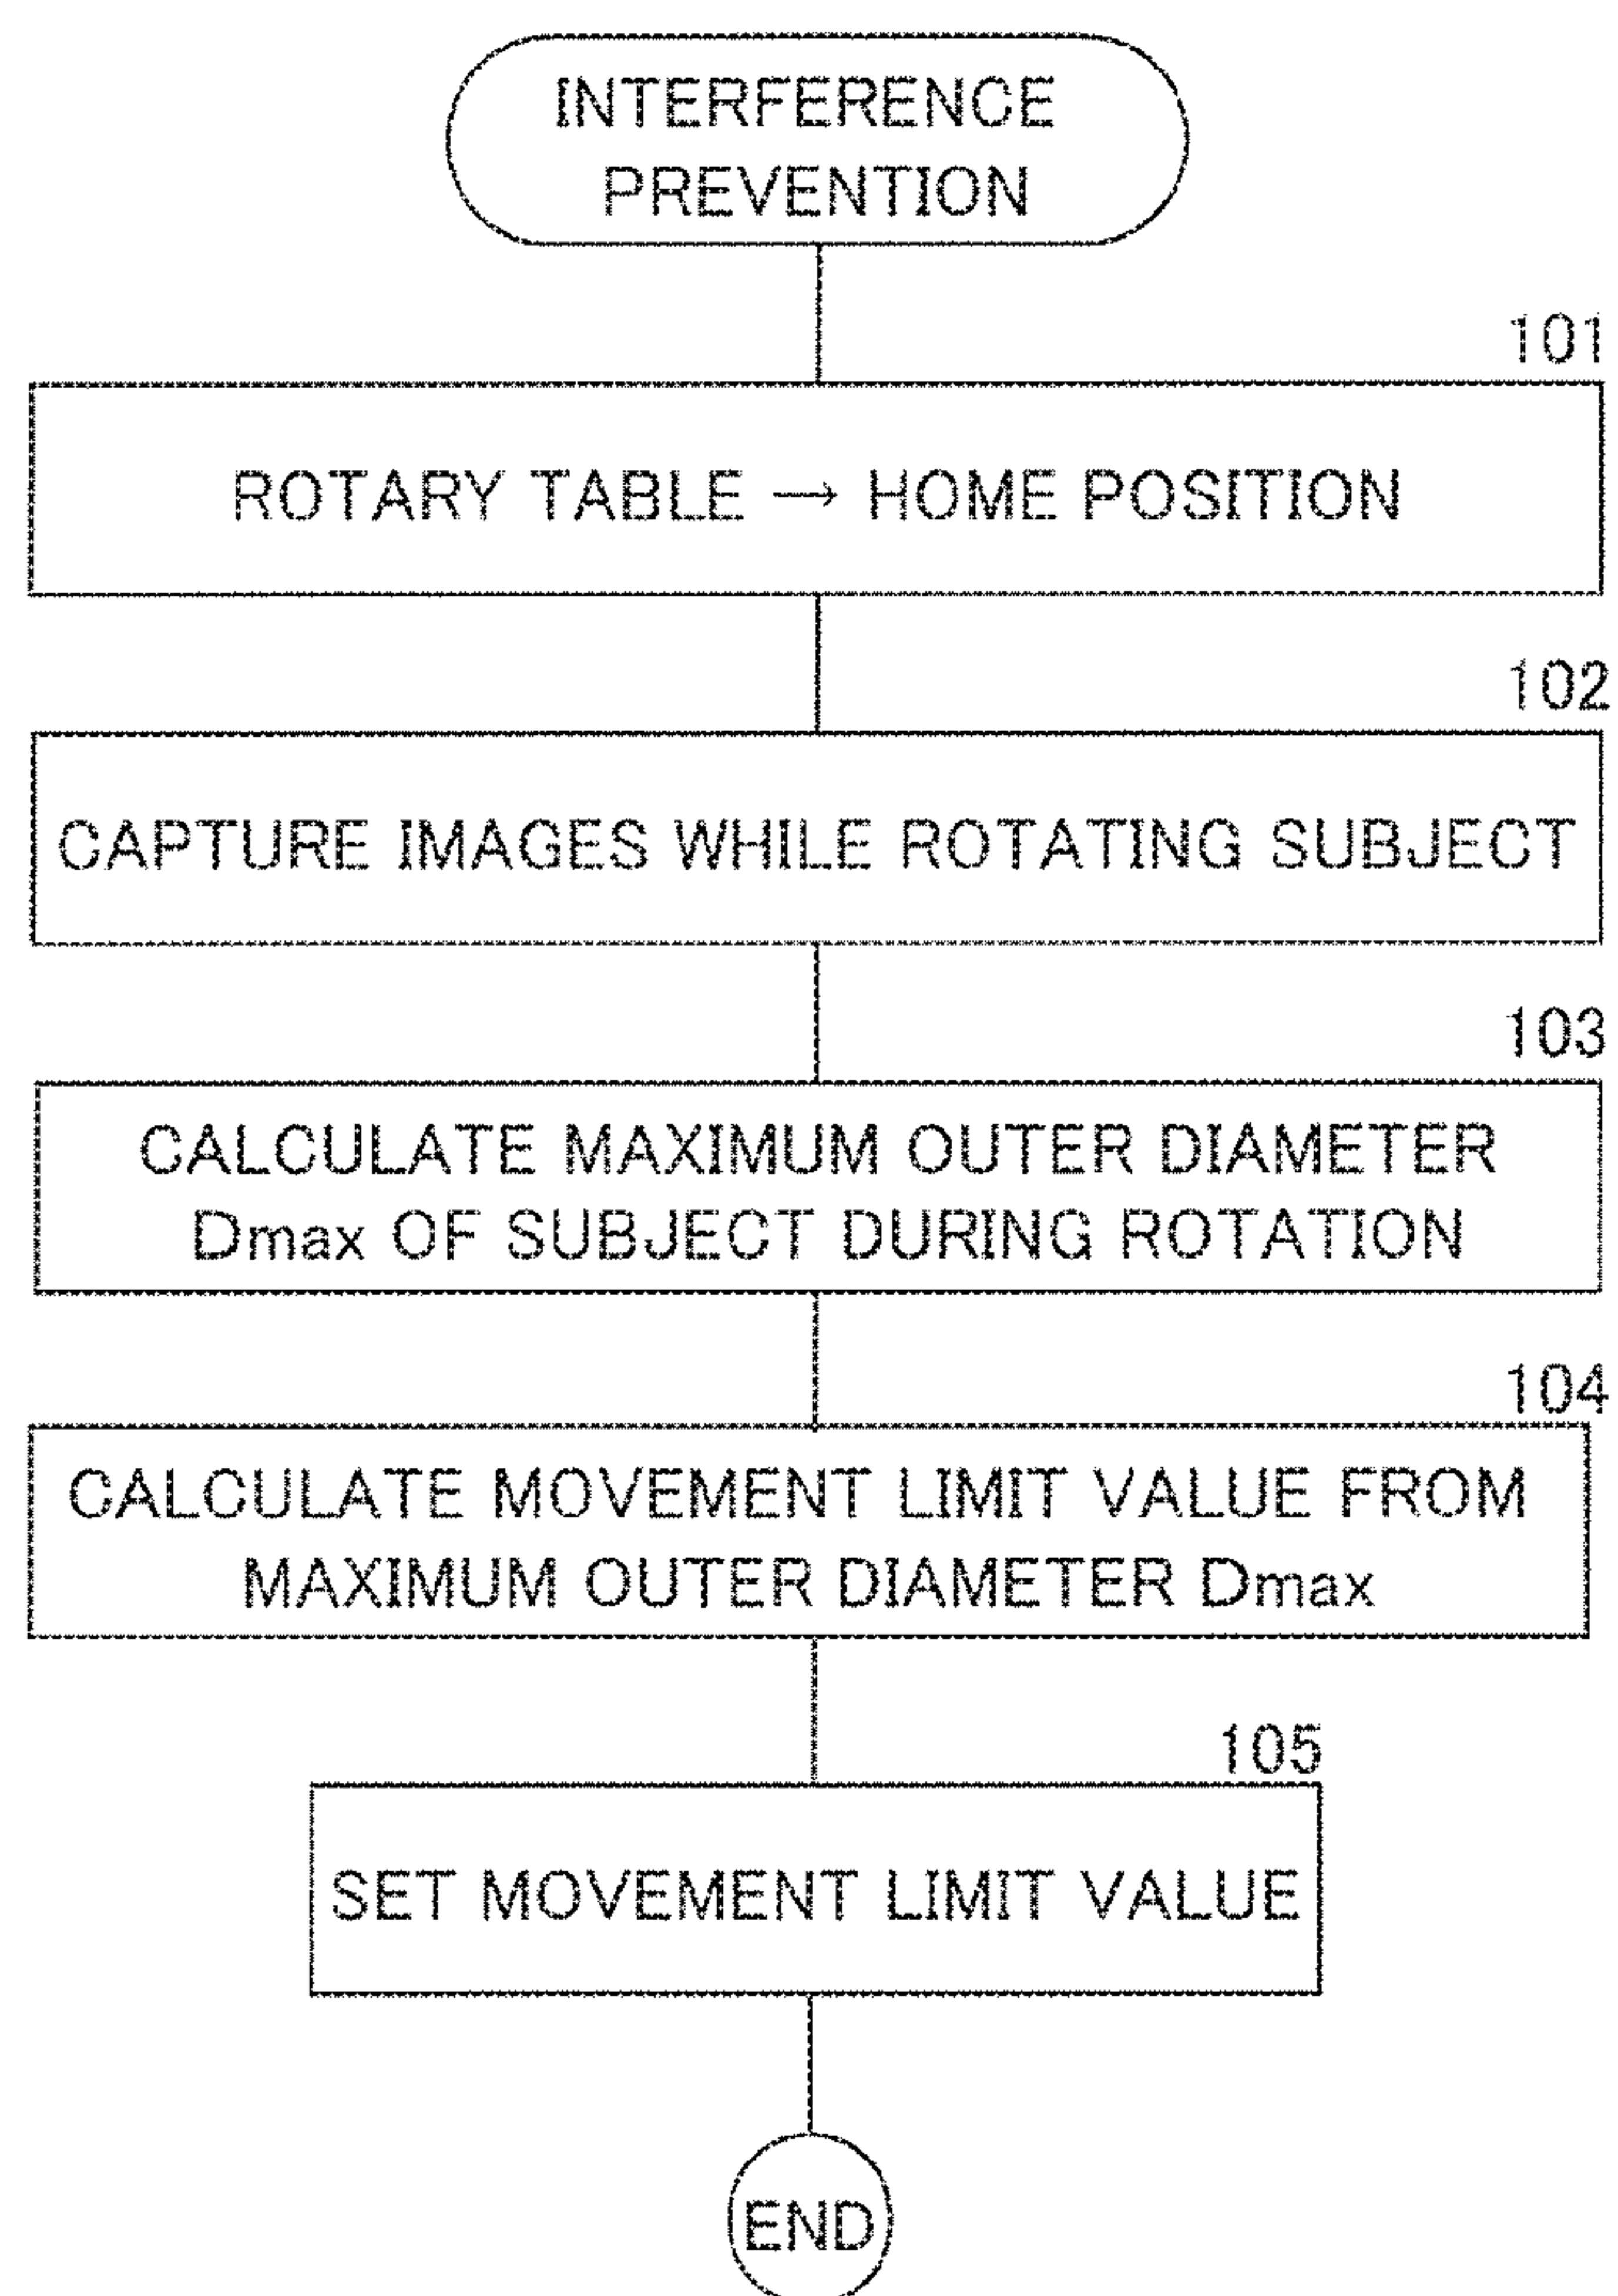 INTERFERENCE
PREVENTION
101
ROTARY TABLE → HOME POSITION
102
CAPTURE IMAGES WHILE ROTATING SUBJECT
103
CALCULATE MAXIMUM OUTER DIAMETER
Dmax OF SUBJECT DURING ROTATION
104
CALCULATE MOVEMENT LIMIT VALUE FROM
MAXIMUM OUTER DIAMETER Dmax
105
SET MOVEMENT LIMIT VALUE
END